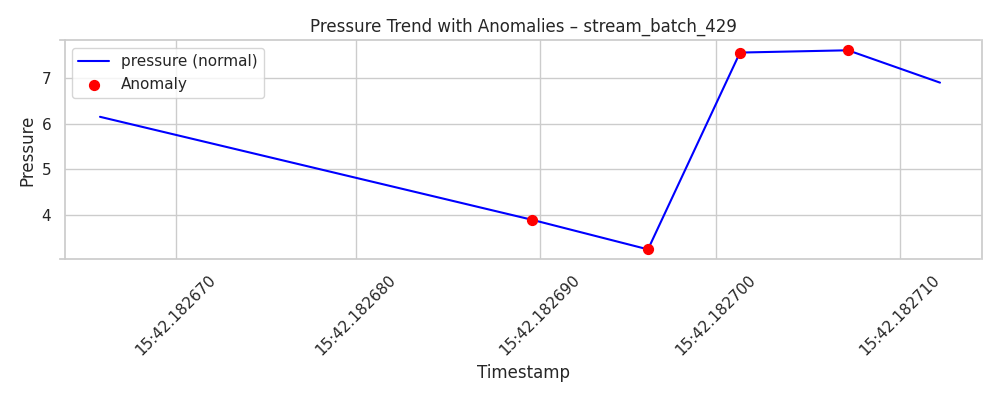 Pressure Trend with Anomalies – stream_batch_429
pressure (normal)
Anomaly
Pressure
7
6
5
4
15:42.182670
15:42.182680
15:42.182690
15:42.182700
15:42.182710
Timestamp